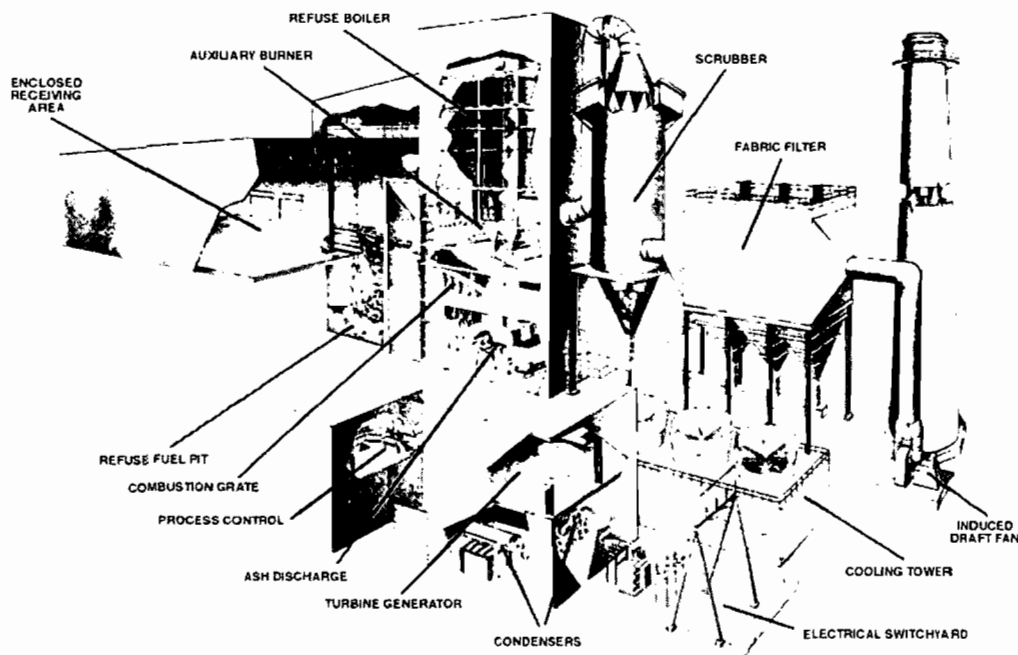 REFUSE BOILER
AUXILIARY BURNER
ENCLOSED
RECEIVING
AREA
SCRUBBER
FABRIC FILTER
REFUSE FUEL PIT
COMBUSTION GRATE
PROCESS CONTROL
ASH DISCHARGE
TURBINE GENERATOR
CONDENSERS
INDUCED
DRAFT FAN
COOLING TOWER
ELECTRICAL SWITCHYARD